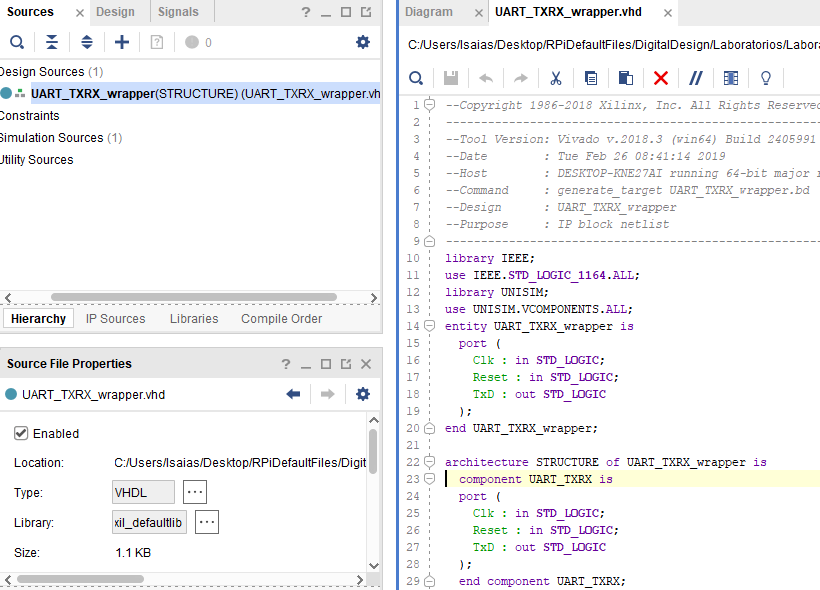 Sources
Design
Signals
0
Design Sources (1)
UART_TXRX_wrapper(STRUCTURE) (UART_TXRX_wrapper.vh
Constraints
Simulation Sources (1)
Utility Sources
Hierarchy
IP Sources
Libraries
Compile Order
Source File Properties
UART_TXRX_wrapper.vhd
Enabled
Location: C:/Users/Isaias/Desktop/RPiDefaultFiles/Digit
Type: VHDL
Library: xil_defaultlib
Size: 1.1 KB
Diagram
UART_TXRX_wrapper.vhd
C:/Users/Isaias/Desktop/RPiDefaultFiles/DigitalDesign/Laboratorios/Labora
1 --Copyright 1986-2018 Xilinx, Inc. All Rights Reserved
2 --------------------------------------------------------
3 --Tool Version: Vivado v.2018.3 (win64) Build 2405991
4 --Date : Tue Feb 26 08:41:14 2019
5 --Host : DESKTOP-KNE27AI running 64-bit major r
6 --Command : generate_target UART_TXRX_wrapper.bd
7 --Design : UART_TXRX_wrapper
8 --Purpose : IP block netlist
9 --------------------------------------------------------
10 library IEEE;
11 use IEEE.STD_LOGIC_1164.ALL;
12 library UNISIM;
13 use UNISIM.VCOMPONENTS.ALL;
14 entity UART_TXRX_wrapper is
15 port (
16 Clk : in STD_LOGIC;
17 Reset : in STD_LOGIC;
18 TxD : out STD_LOGIC
19 );
20 end UART_TXRX_wrapper;
21
22 architecture STRUCTURE of UART_TXRX_wrapper is
23 component UART_TXRX is
24 port (
25 Clk : in STD_LOGIC;
26 Reset : in STD_LOGIC;
27 TxD : out STD_LOGIC
28 );
29 end component UART_TXRX;